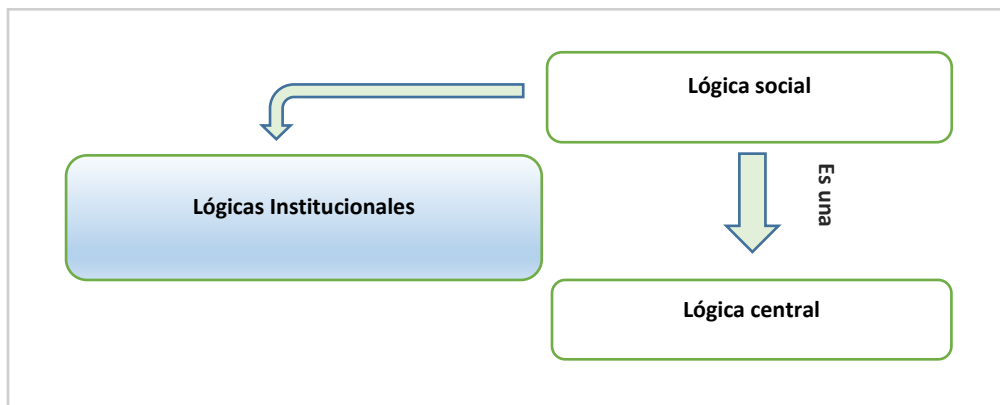 Lógica social
Lógicas Institucionales
Es una
Lógica central